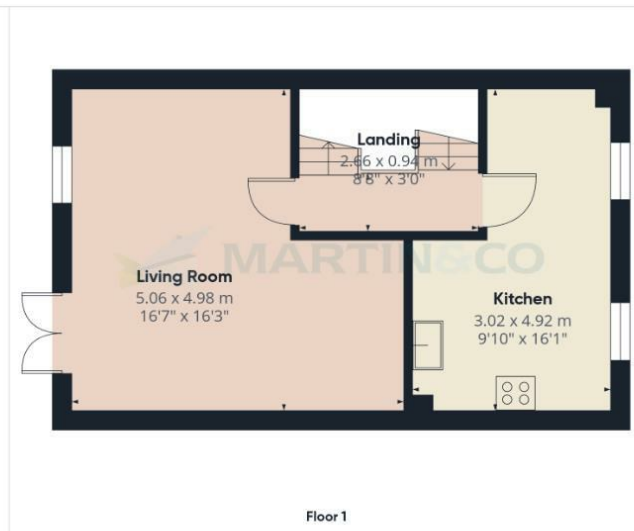 Landing
2.66 x 0.94 m
8'8" x 3'0"
MARTIN&CO
Living Room
5.06 x 4.98 m
16'7" x 16'3"
Kitchen
3.02 x 4.92 m
9'10" x 16'1"
Floor 1